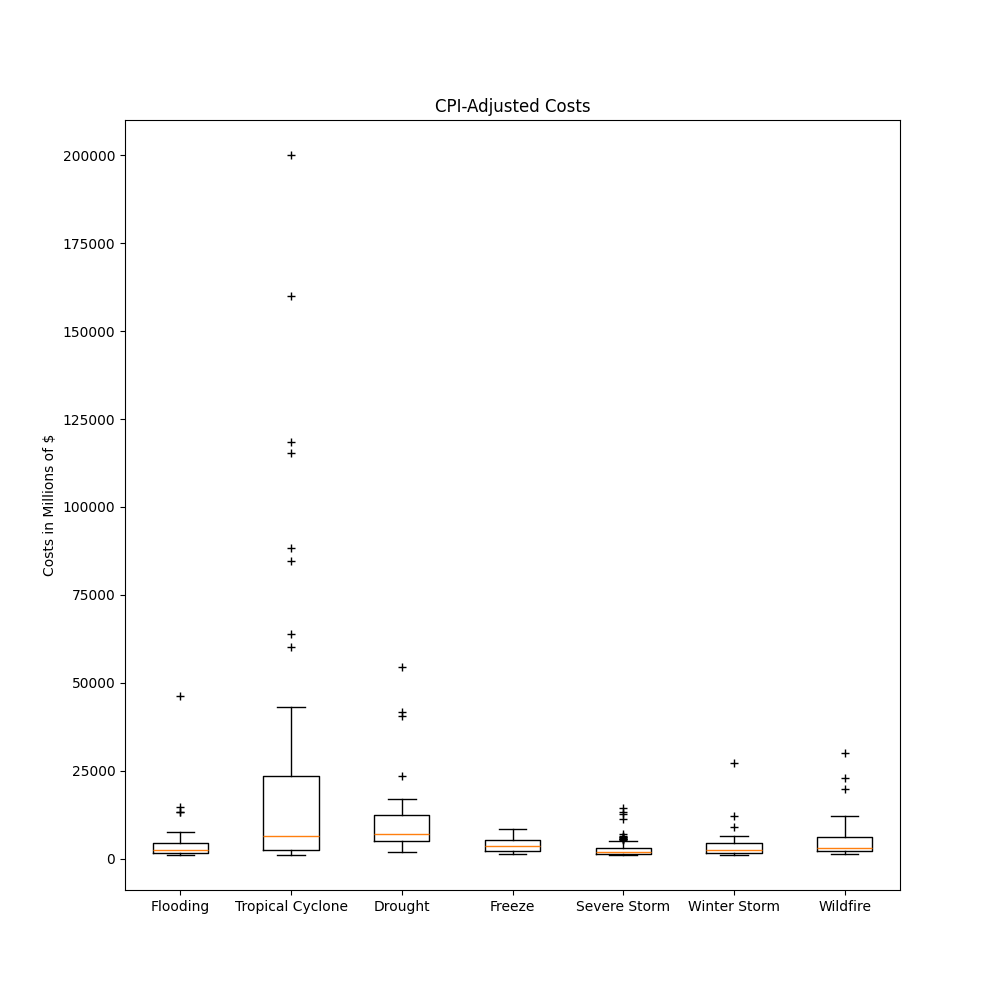 CPI-Adjusted Costs
Costs in Millions of $
200000
175000
150000
125000
100000
75000
50000
25000
0
Flooding
Tropical Cyclone
Drought
Freeze
Severe Storm
Winter Storm
Wildfire